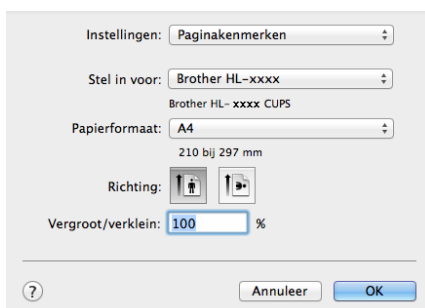 Instellingen: Paginakenmerken
Stel in voor: Brother HL-xxxx
Brother HL- xxxx CUPS
Papierformaat: A4
210 bij 297 mm
Richting:
Vergroot/verklein: 100 %
? Annuleer OK